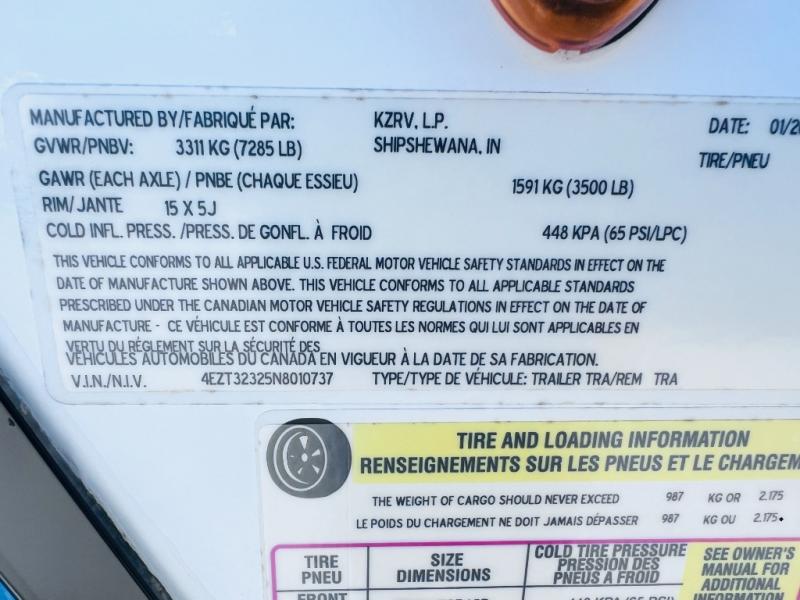 MANUFACTURED BY/FABRIQUÉ PAR: KZRV, L.P. DATE: 01/20
GVWR/PNBV: 3311 KG (7285 LB) SHIPSHEWANA, IN
TIRE/PNEU
GAWR (EACH AXLE) / PNBE (CHAQUE ESSIEU) 1591 KG (3500 LB)
RIM/JANTE 15 X 5J
COLD INFL. PRESS. /PRESS. DE GONFL. À FROID 448 KPA (65 PSI/LPC)
THIS VEHICLE CONFORMS TO ALL APPLICABLE U.S. FEDERAL MOTOR VEHICLE SAFETY STANDARDS IN EFFECT ON THE
DATE OF MANUFACTURE SHOWN ABOVE. THIS VEHICLE CONFORMS TO ALL APPLICABLE STANDARDS
PRESCRIBED UNDER THE CANADIAN MOTOR VEHICLE SAFETY REGULATIONS IN EFFECT ON THE DATE OF
MANUFACTURE - CE VÉHICULE EST CONFORME À TOUTES LES NORMES QUI LUI SONT APPLICABLES EN
VERTU DU RÉGLEMENT SUR LA SÉCURITÉ DES
VÉHICULES AUTOMOBILES DU CANADA EN VIGUEUR À LA DATE DE SA FABRICATION.
V.I.N./N.I.V. 4EZT32325N8010737 TYPE/TYPE DE VÉHICULE: TRAILER TRA/REM TRA
TIRE AND LOADING INFORMATION
RENSEIGNEMENTS SUR LES PNEUS ET LE CHARGEM
THE WEIGHT OF CARGO SHOULD NEVER EXCEED 987 KG OR 2,175
LE POIDS DU CHARGEMENT NE DOIT JAMAIS DÉPASSER 987 KG OU 2,175
TIRE SIZE COLD TIRE PRESSURE SEE OWNER'S
PNEU DIMENSIONS PRESSION DES MANUAL FOR
PNEUS A FROID ADDITIONAL
FRONT INFORMATION